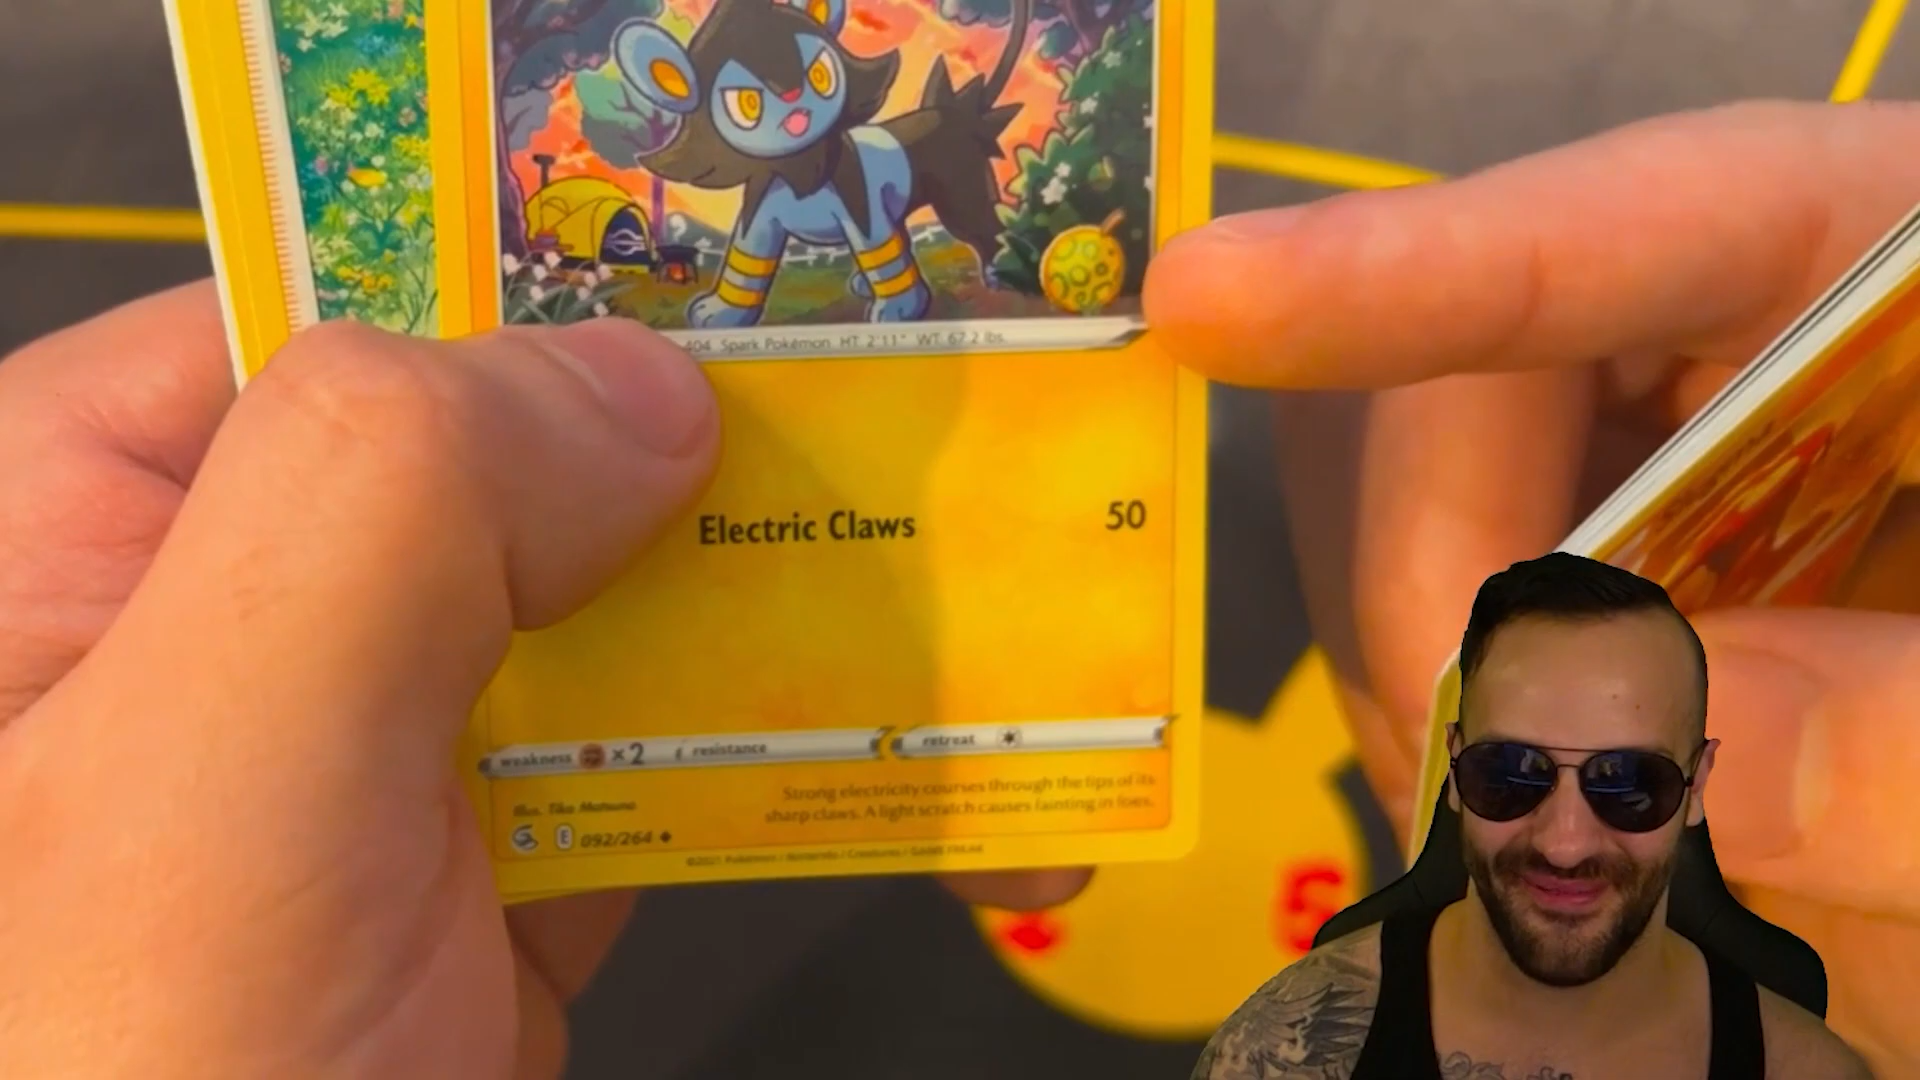 404 Spark Pokémon HT. 2'11" WT. 67.2 lbs.
Electric Claws 50
weakness ×2 resistance retreat
Strong electricity courses through the tips of its
sharp claws. A light scratch causes fainting in foes.
Illus. Tika Matsuno
E 092/264
©2021 Pokémon / Nintendo / Creatures / GAME FREAK
5